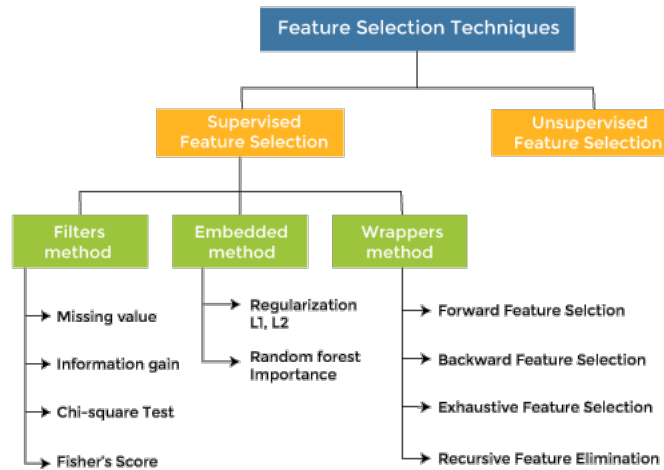 Feature Selection Techniques
Supervised
Feature Selection
Unsupervised
Feature Selection
Filters
method
Embedded
method
Wrappers
method
Missing value
Information gain
Chi-square Test
Fisher's Score
Regularization
L1, L2
Random forest
Importance
Forward Feature Selction
Backward Feature Selection
Exhaustive Feature Selection
Recursive Feature Elimination